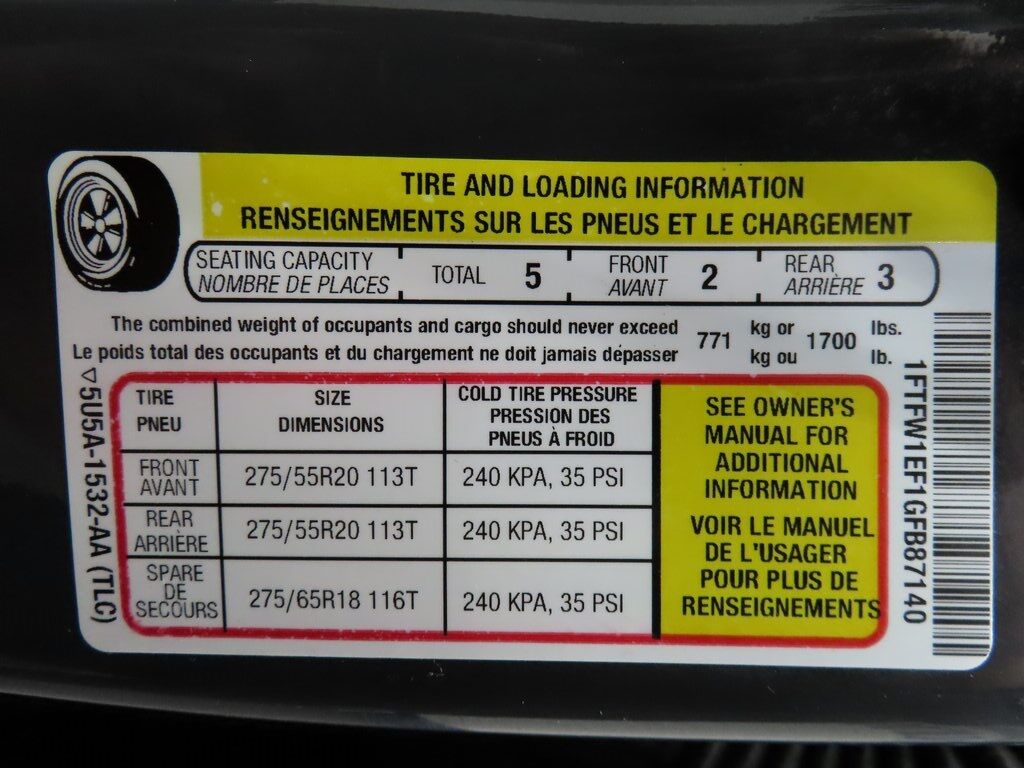 TIRE AND LOADING INFORMATION
RENSEIGNEMENTS SUR LES PNEUS ET LE CHARGEMENT
SEATING CAPACITY TOTAL 5 FRONT 2 REAR 3
NOMBRE DE PLACES AVANT ARRIÈRE
The combined weight of occupants and cargo should never exceed 771 kg or 1700 lbs.
Le poids total des occupants et du chargement ne doit jamais dépasser kg ou lb.
TIRE SIZE COLD TIRE PRESSURE
PNEU DIMENSIONS PRESSION DES
PNEUS À FROID
FRONT
AVANT 275/55R20 113T 240 KPA, 35 PSI
REAR
ARRIÈRE 275/55R20 113T 240 KPA, 35 PSI
SPARE
DE
SECOURS 275/65R18 116T 240 KPA, 35 PSI
SEE OWNER'S
MANUAL FOR
ADDITIONAL
INFORMATION
VOIR LE MANUEL
DE L'USAGER
POUR PLUS DE
RENSEIGNEMENTS
5U5A-1532-AA (TLC)
1FTFW1EF1GFB87140